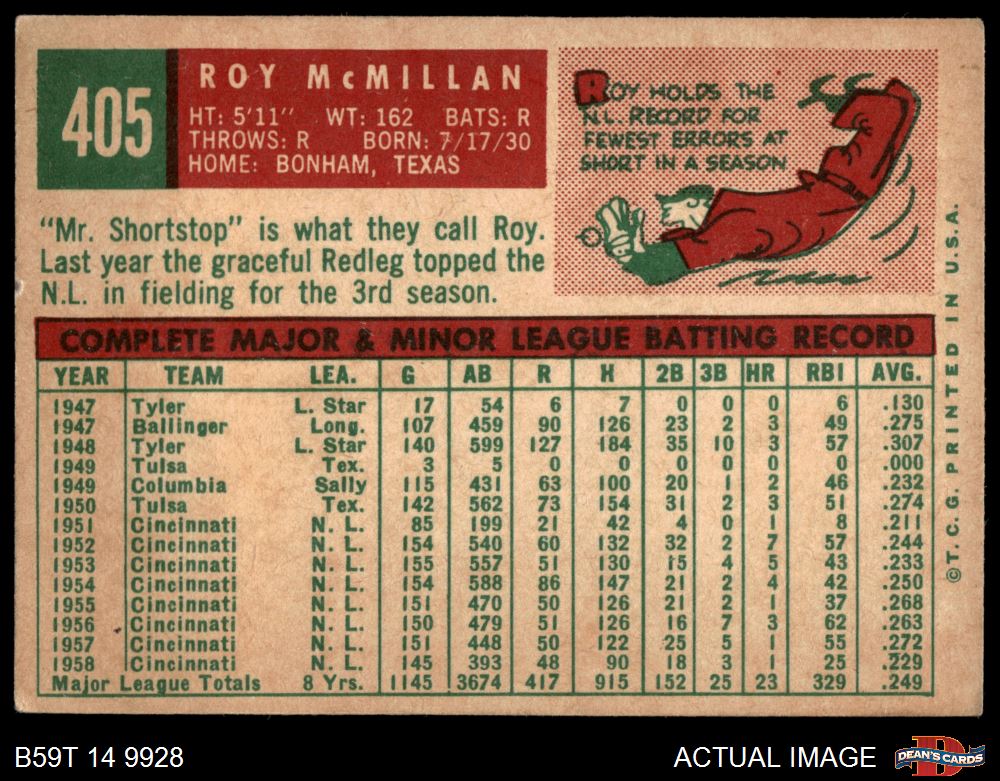 405
ROY McMILLAN
HT: 5'11" WT: 162 BATS: R
THROWS: R BORN: 7/17/30
HOME: BONHAM, TEXAS
ROY HOLDS THE
N.L. RECORD FOR
FEWEST ERRORS AT
SHORT IN A SEASON
"Mr. Shortstop" is what they call Roy.
Last year the graceful Redleg topped the
N.L. in fielding for the 3rd season.
COMPLETE MAJOR & MINOR LEAGUE BATTING RECORD
YEAR TEAM LEA. G AB R H 2B 3B HR RBI AVG.
1947 Tyler L. Star 17 54 6 7 0 0 0 6 .130
1947 Ballinger Long. 107 459 90 126 23 2 3 49 .275
1948 Tyler L. Star 140 599 127 184 35 10 3 57 .307
1949 Tulsa Tex. 3 5 0 0 0 0 0 0 .000
1949 Columbia Sally 115 431 63 100 20 1 2 46 .232
1950 Tulsa Tex. 142 562 73 154 31 2 3 51 .274
1951 Cincinnati N. L. 85 199 21 42 4 0 1 8 .211
1952 Cincinnati N. L. 154 540 60 132 32 2 7 57 .244
1953 Cincinnati N. L. 155 557 51 130 15 4 5 43 .233
1954 Cincinnati N. L. 154 588 86 147 21 2 4 42 .250
1955 Cincinnati N. L. 151 470 50 126 21 2 1 37 .268
1956 Cincinnati N. L. 150 479 51 126 16 7 3 62 .263
1957 Cincinnati N. L. 151 448 50 122 25 5 1 55 .272
1958 Cincinnati N. L. 145 393 48 90 18 3 1 25 .229
Major League Totals 8 Yrs. 1145 3674 417 915 152 25 23 329 .249
©T.C.G. PRINTED IN U.S.A.
B59T 14 9928
ACTUAL IMAGE
D
DEAN'S CARDS